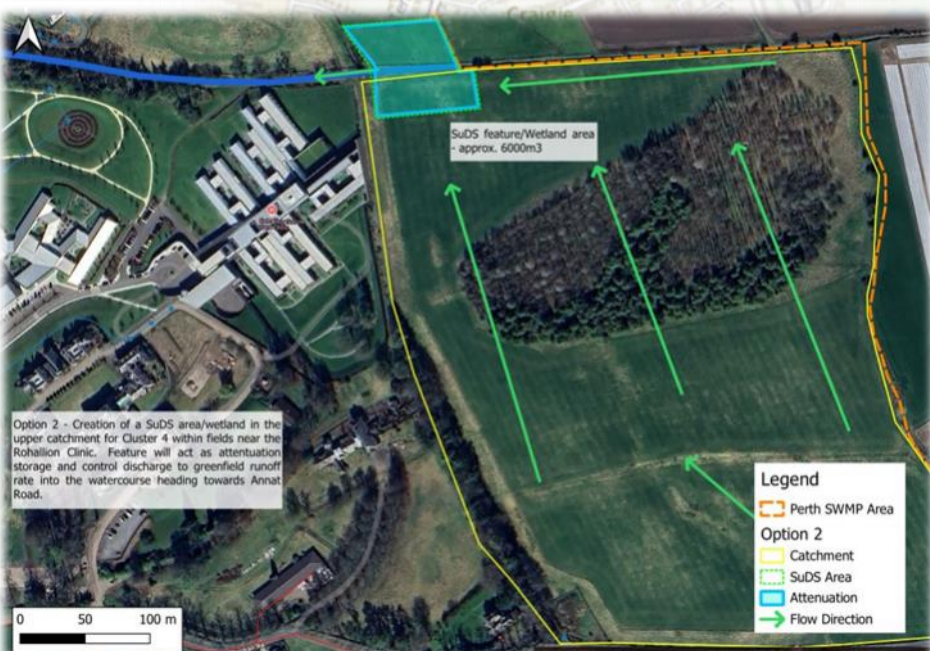 Craigie
SuDS feature/Wetland area
- approx. 6000m3
Option 2 - Creation of a SuDS area/wetland in the
upper catchment for Cluster 4 within fields near the
Rohallion Clinic. Feature will act as attentuation
storage and control discharge to greenfield runoff
rate into the watercourse heading towards Annat
Road.
Legend
Perth SWMP Area
Option 2
Catchment
SuDS Area
Attenuation
Flow Direction
0 50 100 m